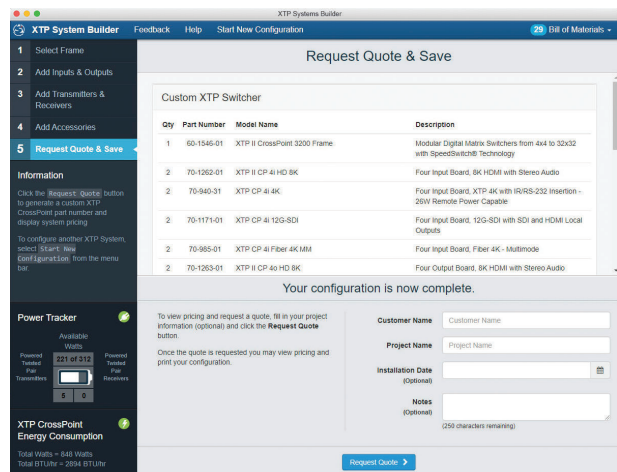 XTP Systems Builder
XTP System Builder
Feedback
Help
Start New Configuration
29 Bill of Materials
1 Select Frame
2 Add Inputs & Outputs
3 Add Transmitters &
Receivers
4 Add Accessories
5 Request Quote & Save
Information
Click the Request Quote button
to generate a custom XTP
CrossPoint part number and
display system pricing
To configure another XTP System,
select Start New
Configuration from the menu
bar.
Power Tracker
Available
Watts
Powered
Twisted
Pair
Transmitters
221 of 312
Powered
Twisted
Pair
Receivers
6 0
XTP CrossPoint
Energy Consumption
Total Watts = 848 Watts
Total BTU/hr = 2894 BTU/hr
Request Quote & Save
Custom XTP Switcher
Qty Part Number Model Name Description
1 60-1546-01 XTP II CrossPoint 3200 Frame Modular Digital Matrix Switchers from 4x4 to 32x32
with SpeedSwitch® Technology
2 70-1262-01 XTP II CP 4i HD 8K Four Input Board, 8K HDMI with Stereo Audio
2 70-940-31 XTP CP 4i 4K Four Input Board, XTP 4K with IR/RS-232 Insertion -
26W Remote Power Capable
2 70-1171-01 XTP CP 4i 12G-SDI Four Input Board, 12G-SDI with SDI and HDMI Local
Outputs
2 70-985-01 XTP CP 4i Fiber 4K MM Four Input Board, Fiber 4K - Multimode
2 70-1263-01 XTP II CP 4o HD 8K Four Output Board, 8K HDMI with Stereo Audio
Your configuration is now complete.
To view pricing and request a quote, fill in your project
information (optional) and click the Request Quote
button.
Once the quote is requested you may view pricing and
print your configuration.
Customer Name Customer Name
Project Name Project Name
Installation Date
(Optional)
Notes
(Optional)
(250 characters remaining)
Request Quote